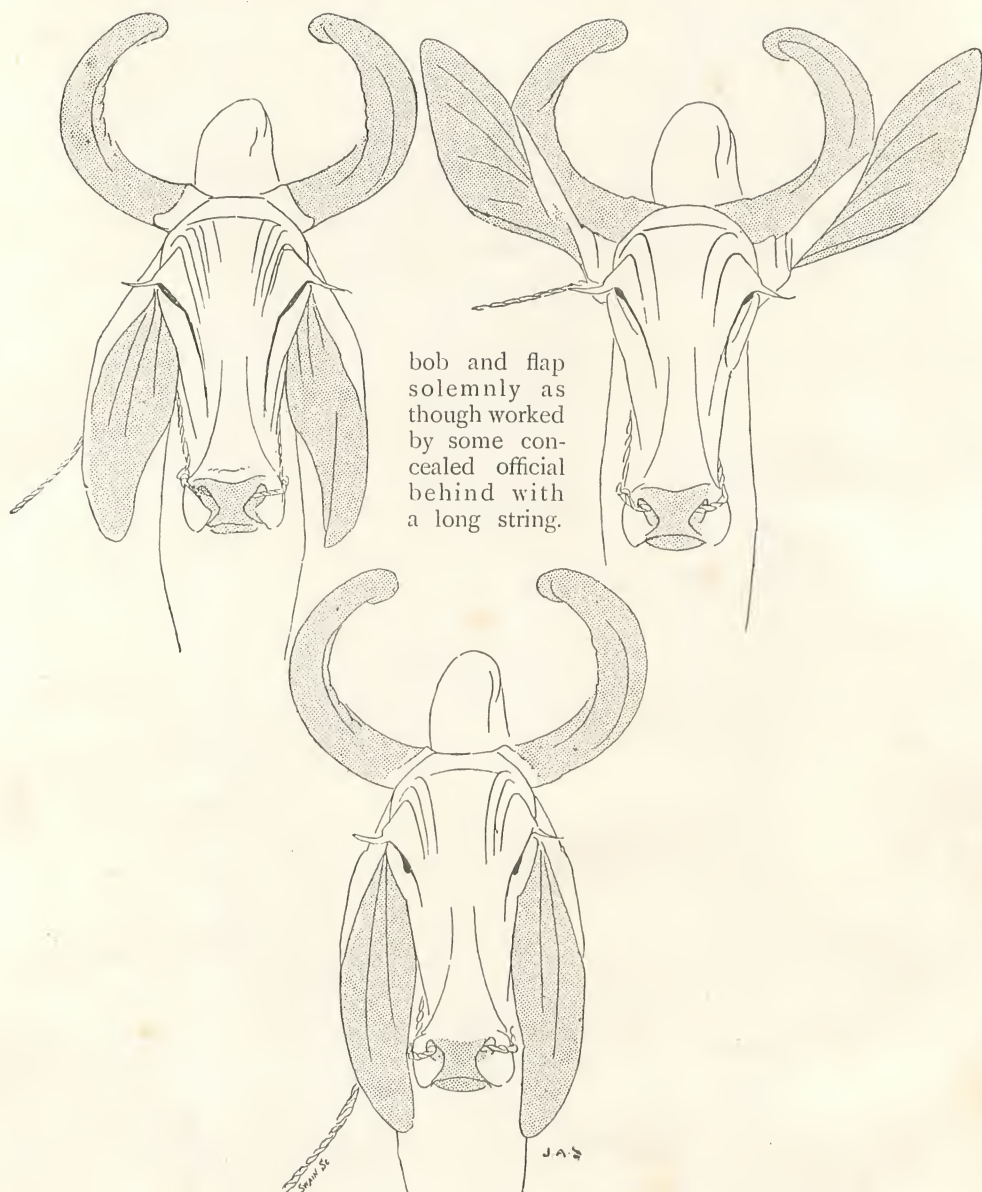 bob and flap
solemnly as
though worked
by some con-
cealed official
behind with
a long string.
J.A.S
SWAIN Sc